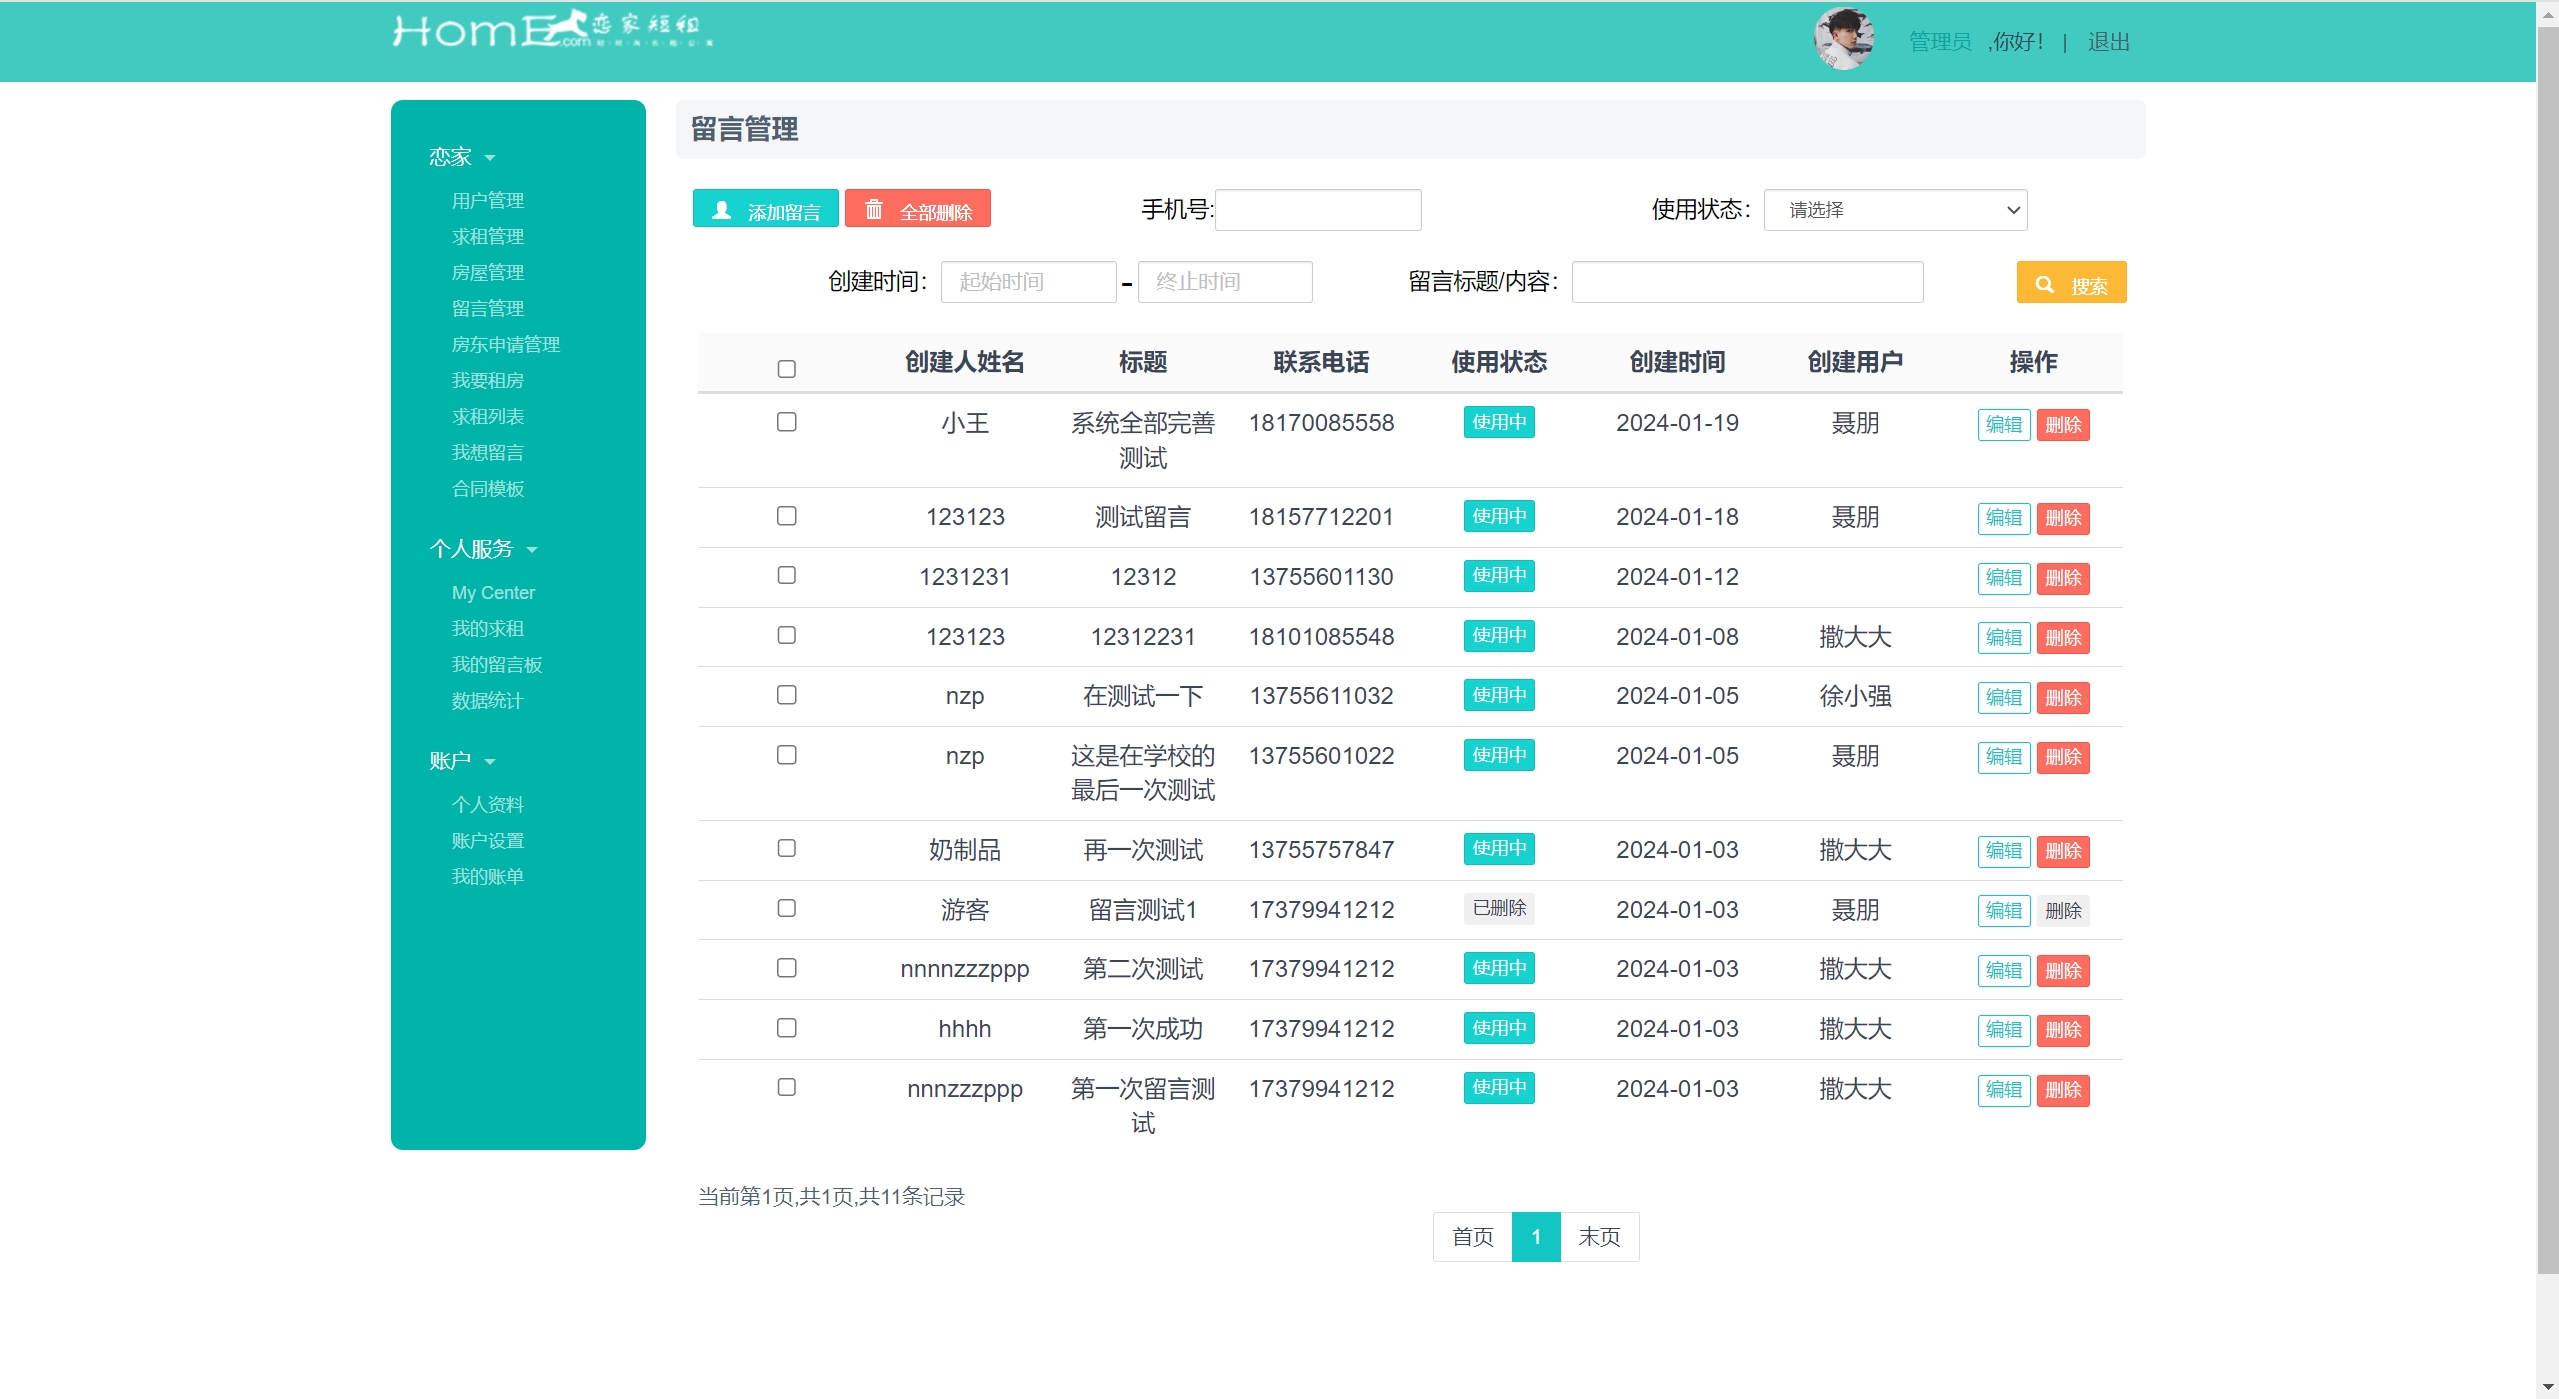 HomE.com 恋家短租
管理员 ,你好! | 退出
恋家
用户管理
求租管理
房屋管理
留言管理
房东申请管理
我要租房
求租列表
我想留言
合同模板
个人服务
My Center
我的求租
我的留言板
数据统计
账户
个人资料
账户设置
我的账单
留言管理
添加留言 全部删除 手机号: 使用状态: 请选择
创建时间: 起始时间 - 终止时间 留言标题/内容: 搜索
创建人姓名 标题 联系电话 使用状态 创建时间 创建用户 操作
小王 系统全部完善 18170085558 使用中 2024-01-19 聂朋 编辑 删除
测试
123123 测试留言 18157712201 使用中 2024-01-18 聂朋 编辑 删除
1231231 12312 13755601130 使用中 2024-01-12 编辑 删除
123123 12312231 18101085548 使用中 2024-01-08 撒大大 编辑 删除
nzp 在测试一下 13755611032 使用中 2024-01-05 徐小强 编辑 删除
nzp 这是在学校的 13755601022 使用中 2024-01-05 聂朋 编辑 删除
最后一次测试
奶制品 再一次测试 13755757847 使用中 2024-01-03 撒大大 编辑 删除
游客 留言测试1 17379941212 已删除 2024-01-03 聂朋 编辑 删除
nnnnzzzppp 第二次测试 17379941212 使用中 2024-01-03 撒大大 编辑 删除
hhhh 第一次成功 17379941212 使用中 2024-01-03 撒大大 编辑 删除
nnnzzzppp 第一次留言测 17379941212 使用中 2024-01-03 撒大大 编辑 删除
试
当前第1页,共1页,共11条记录
首页 1 末页